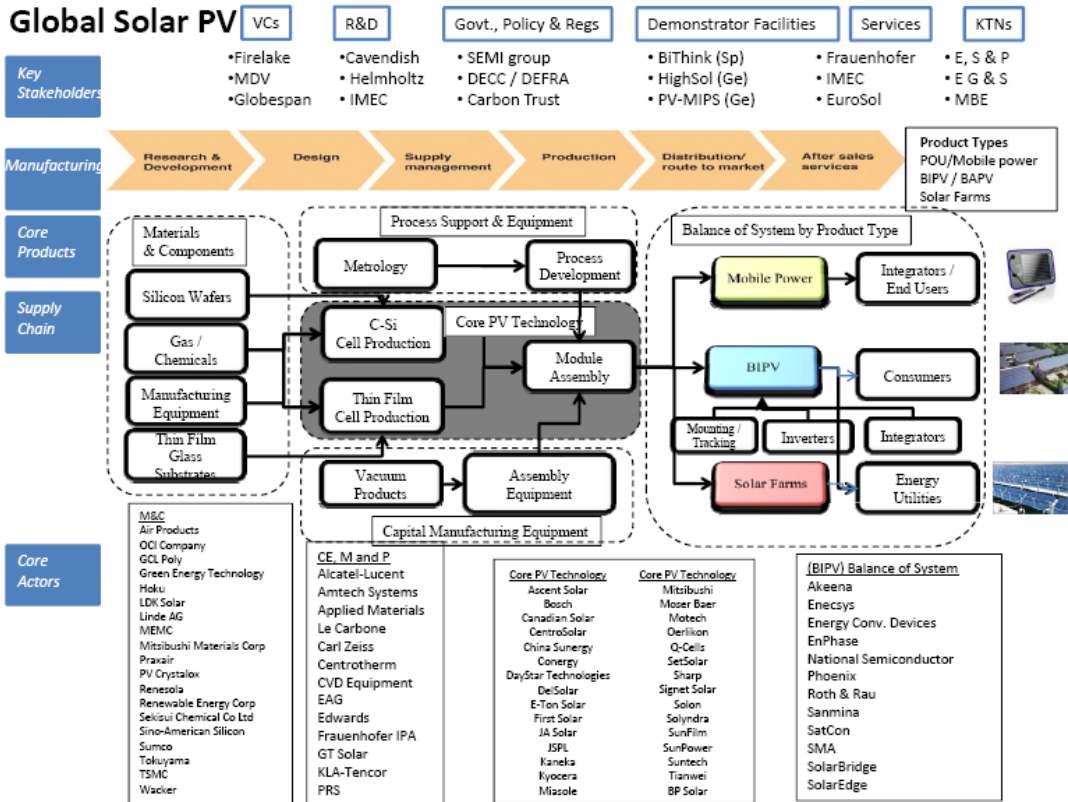 Global Solar PV
VCs
R&D
Govt., Policy & Regs
Demonstrator Facilities
Services
KTNs
Key
Stakeholders
•Firelake
•MDV
•Globespan
•Cavendish
•Helmholtz
•IMEC
•SEMI group
•DECC / DEFRA
•Carbon Trust
•BiThink (Sp)
•HighSol (Ge)
•PV-MIPS (Ge)
•Fraunhofer
•IMEC
•EuroSol
•E, S & P
•E G & S
•MBE
Manufacturing
Research &
Development
Design
Supply
management
Production
Distribution/
route to market
After sales
services
Product Types
POU/Mobile power
BIPV / BAPV
Solar Farms
Core
Products
Supply
Chain
Materials
& Components
Silicon Wafers
Gas /
Chemicals
Manufacturing
Equipment
Thin Film
Glass
Substrates
Process Support & Equipment
Metrology
Process
Development
Core PV Technology
C-Si
Cell Production
Thin Film
Cell Production
Module
Assembly
Vacuum
Products
Assembly
Equipment
Capital Manufacturing Equipment
Balance of System by Product Type
Mobile Power
Integrators /
End Users
BIPV
Consumers
Mounting /
Tracking
Inverters
Integrators
Solar Farms
Energy
Utilities
Core
Actors
M&C
Air Products
OCI Company
GCL Poly
Green Energy Technology
Hoku
LDK Solar
Linde AG
MEMC
Mitsibushi Materials Corp
Praxair
PV Crystalox
Renesola
Renewable Energy Corp
Sekisui Chemical Co Ltd
Sino-American Silicon
Sumco
Tokuyama
TSMC
Wacker
CE, M and P
Alcatel-Lucent
Amtech Systems
Applied Materials
Le Carbone
Carl Zeiss
Centrotherm
CVD Equipment
EAG
Edwards
Fraunhofer IPA
GT Solar
KLA-Tencor
PRS
Core PV Technology
Ascent Solar
Bosch
Canadian Solar
CentroSolar
China Sunergy
Conergy
DayStar Technologies
DelSolar
E-Ton Solar
First Solar
JA Solar
JSPL
Kaneka
Kyocera
Miasole
Core PV Technology
Mitsibushi
Moser Baer
Motech
Oerlikon
Q-Cells
SetSolar
Sharp
Signet Solar
Solon
Solyndra
SunFilm
SunPower
Suntech
Tianwei
BP Solar
(BIPV) Balance of System
Akeena
Enecsys
Energy Conv. Devices
EnPhase
National Semiconductor
Phoenix
Roth & Rau
Sanmina
SatCon
SMA
SolarBridge
SolarEdge